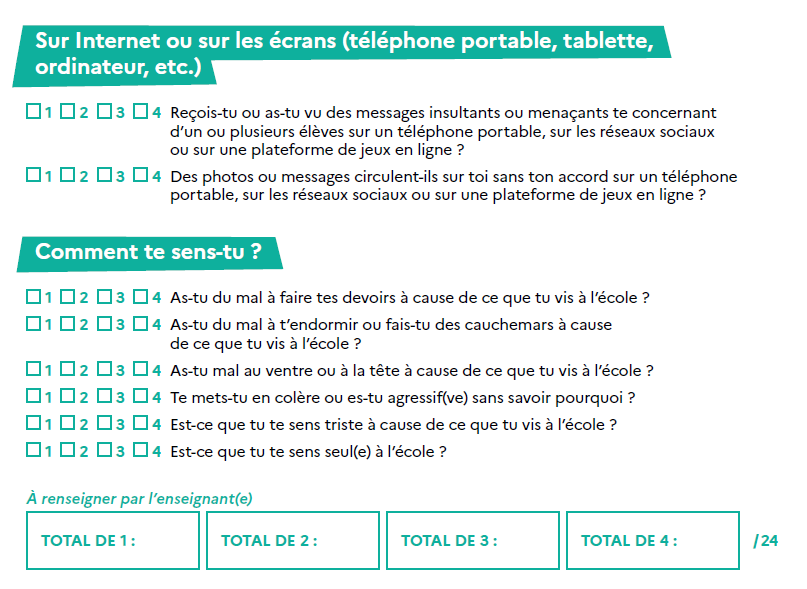 Sur Internet ou sur les écrans (téléphone portable, tablette,
ordinateur, etc.)
1 2 3 4 Reçois-tu ou as-tu vu des messages insultants ou menaçants te concernant
d’un ou plusieurs élèves sur un téléphone portable, sur les réseaux sociaux
ou sur une plateforme de jeux en ligne ?
1 2 3 4 Des photos ou messages circulent-ils sur toi sans ton accord sur un téléphone
portable, sur les réseaux sociaux ou sur une plateforme de jeux en ligne ?
Comment te sens-tu ?
1 2 3 4 As-tu du mal à faire tes devoirs à cause de ce que tu vis à l’école ?
1 2 3 4 As-tu du mal à t’endormir ou fais-tu des cauchemars à cause
de ce que tu vis à l’école ?
1 2 3 4 As-tu mal au ventre ou à la tête à cause de ce que tu vis à l’école ?
1 2 3 4 Te mets-tu en colère ou es-tu agressif(ve) sans savoir pourquoi ?
1 2 3 4 Est-ce que tu te sens triste à cause de ce que tu vis à l’école ?
1 2 3 4 Est-ce que tu te sens seul(e) à l’école ?
À renseigner par l’enseignant(e)
TOTAL DE 1 : TOTAL DE 2 : TOTAL DE 3 : TOTAL DE 4 : /24